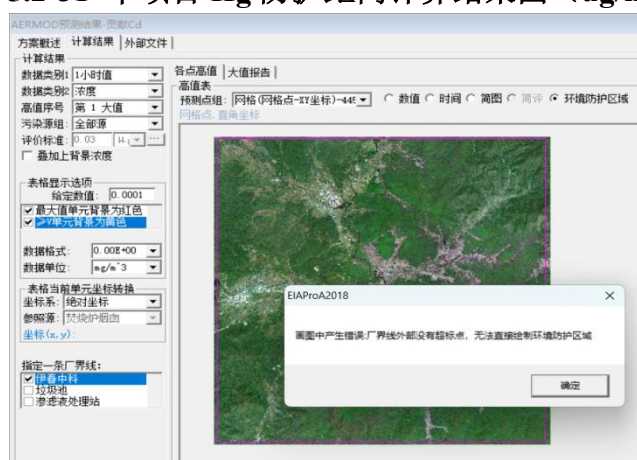 AERMOD预测结果-贡献Cd
方案概述 计算结果 外部文件
计算结果
数据类别1 1小时值
数据类别2 浓度
高值序号 第 1 大值
污染源组: 全部源
评价标准: 0.03
叠加上背景浓度
表格显示选项
给定数值: 0.0001
最大值单元背景为红色
≥V单元背景为黄色
数据格式: 0.00E+00
数据单位: mg/m^3
表格当前单元坐标转换
坐标系: 绝对坐标
参照源: 焚烧炉烟囱
坐标(x,y):
指定一条厂界线:
伊春中科
垃圾池
渗滤液处理站
各点高值 大值报告
高值表
预测点组: 网格(网格点-XY坐标)-44 数值 时间 简图 简评 环境防护区域
网格点,直角坐标
EIAProA2018
画图中产生错误:厂界线外部没有超标点，无法直接绘制环境防护区域
确定